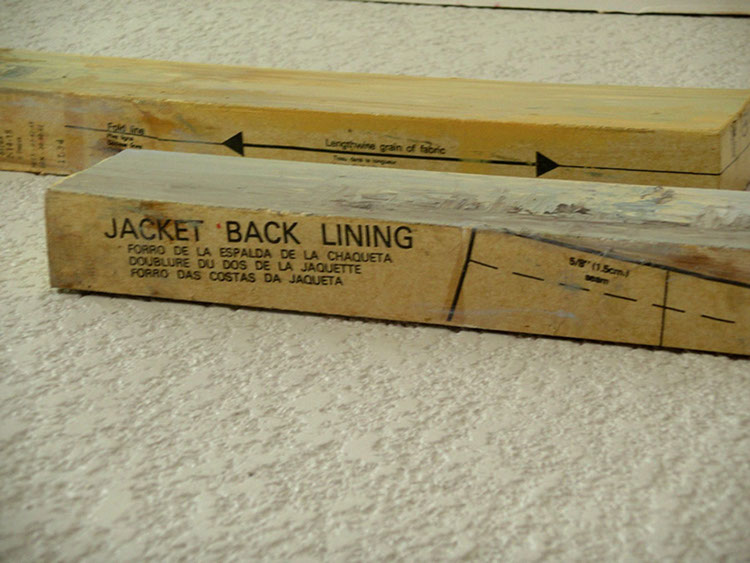 Fold line
Lengthwise grain of fabric
JACKET BACK LINING
FORRO DE LA ESPALDA DE LA CHAQUETA
DOUBLURE DU DOS DE LA JAQUETTE
FORRO DAS COSTAS DA JAQUETA
5/8" (1.5cm.)
seam